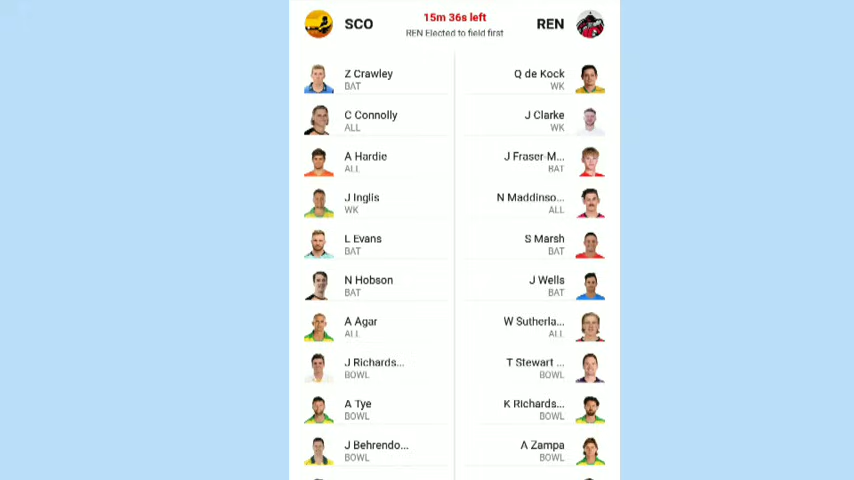 SCO
15m 36s left
REN
REN Elected to field first
Z Crawley
BAT
Q de Kock
WK
C Connolly
ALL
J Clarke
WK
A Hardie
ALL
J Fraser-M...
BAT
J Inglis
WK
N Maddinso...
ALL
L Evans
BAT
S Marsh
BAT
N Hobson
BAT
J Wells
BAT
A Agar
ALL
W Sutherla...
ALL
J Richards...
BOWL
T Stewart ...
BOWL
A Tye
BOWL
K Richards...
BOWL
J Behrendo...
BOWL
A Zampa
BOWL